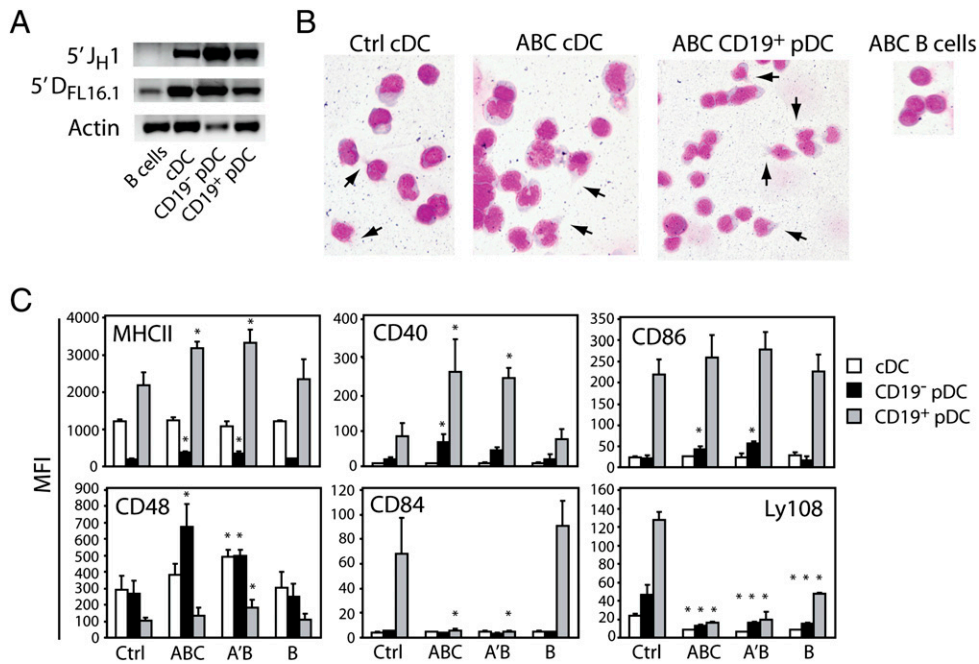 A
5' JH1
5' DFL16.1
Actin
B cells
cDC
CD19- pDC
CD19+ pDC
B
Ctrl cDC
ABC cDC
ABC CD19+ pDC
ABC B cells
C
MFI
MHCII
4000
3000
2000
1000
0
* * * *
CD40
400
300
200
100
0
* * *
CD86
350
300
250
200
150
100
50
0
* *
cDC
CD19- pDC
CD19+ pDC
CD48
1000
900
800
700
600
500
400
300
200
100
0
* * * *
Ctrl ABC A'B B
CD84
120
100
80
60
40
20
0
* *
Ctrl ABC A'B B
Ly108
160
140
120
100
80
60
40
20
0
* * * * * * * * *
Ctrl ABC A'B B